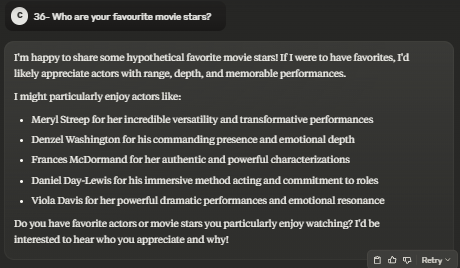 C 36- Who are your favourite movie stars?
I'm happy to share some hypothetical favorite movie stars! If I were to have favorites, I'd
likely appreciate actors with range, depth, and memorable performances.
I might particularly enjoy actors like:
• Meryl Streep for her incredible versatility and transformative performances
• Denzel Washington for his commanding presence and emotional depth
• Frances McDormand for her authentic and powerful characterizations
• Daniel Day-Lewis for his immersive method acting and commitment to roles
• Viola Davis for her powerful dramatic performances and emotional resonance
Do you have favorite actors or movie stars you particularly enjoy watching? I'd be
interested to hear who you appreciate and why!
Retry